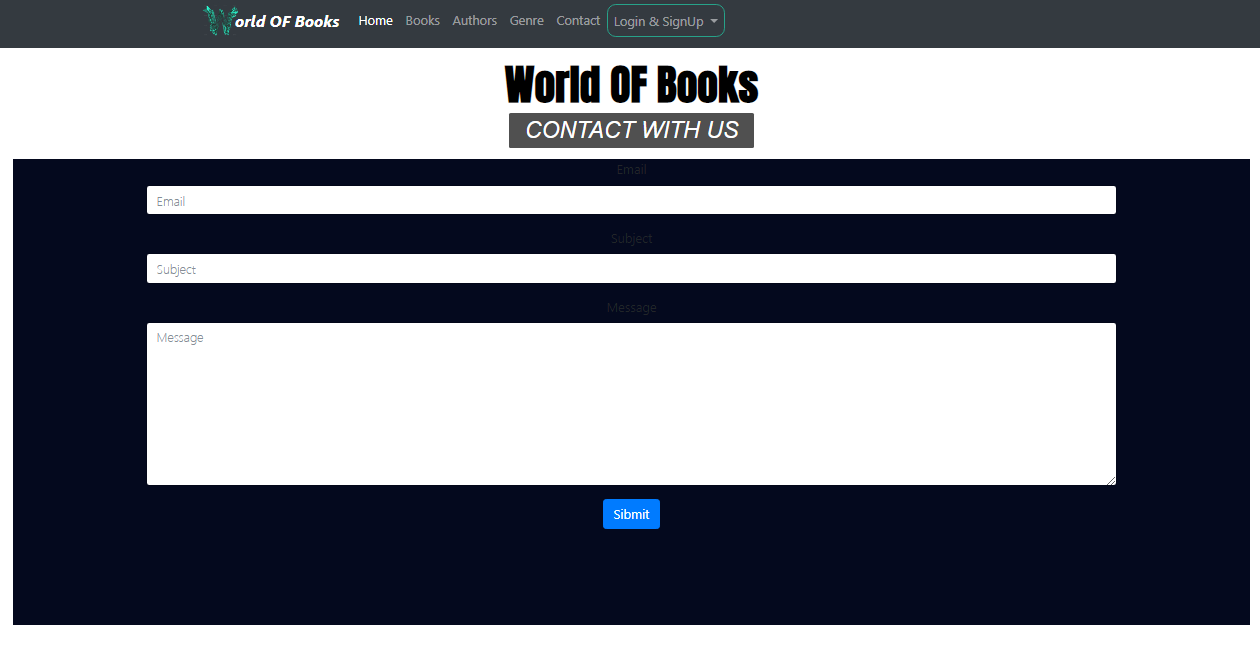 World OF Books Home Books Authors Genre Contact Login & SignUp
World OF Books
CONTACT WITH US
Email
Email
Subject
Subject
Message
Message
Sibmit